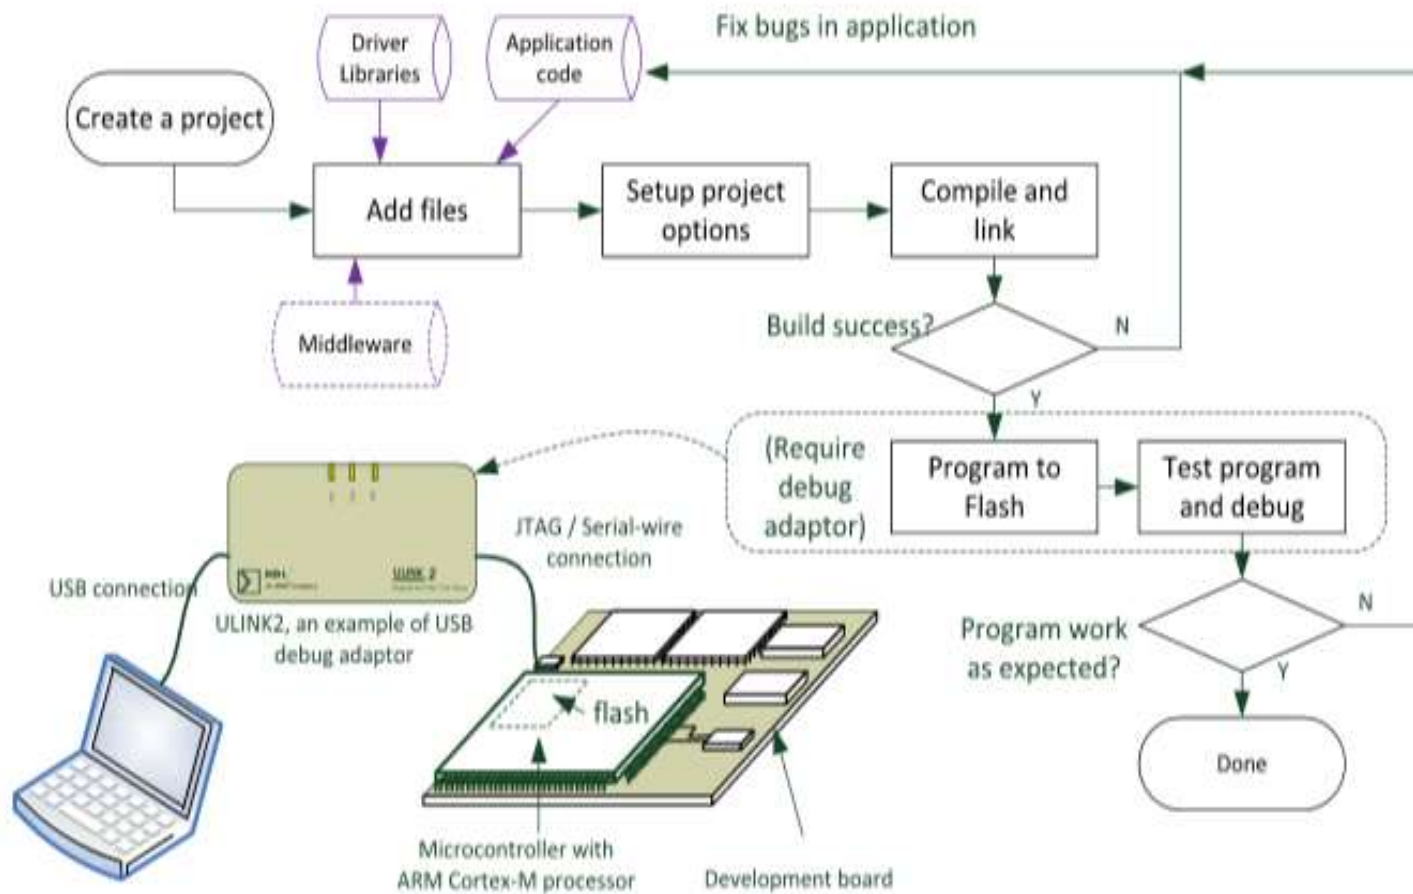 Fix bugs in application
Driver
Libraries
Application
code
Create a project
Add files
Setup project
options
Compile and
link
Middleware
Build success?
N
Y
(Require
debug
adaptor)
Program to
Flash
Test program
and debug
JTAG / Serial-wire
connection
USB connection
ULINK 2
ULINK2, an example of USB
debug adaptor
Program work
as expected?
N
Y
flash
Done
Microcontroller with
ARM Cortex-M processor
Development board